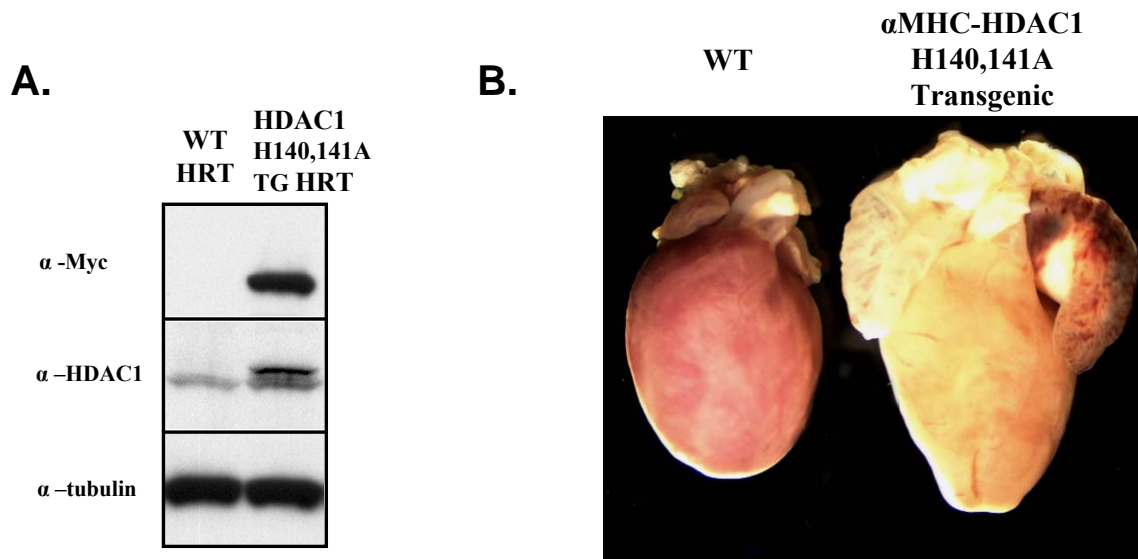 A.
WT
HRT
HDAC1
H140,141A
TG HRT
α -Myc
α –HDAC1
α –tubulin
B.
WT
αMHC-HDAC1
H140,141A
Transgenic